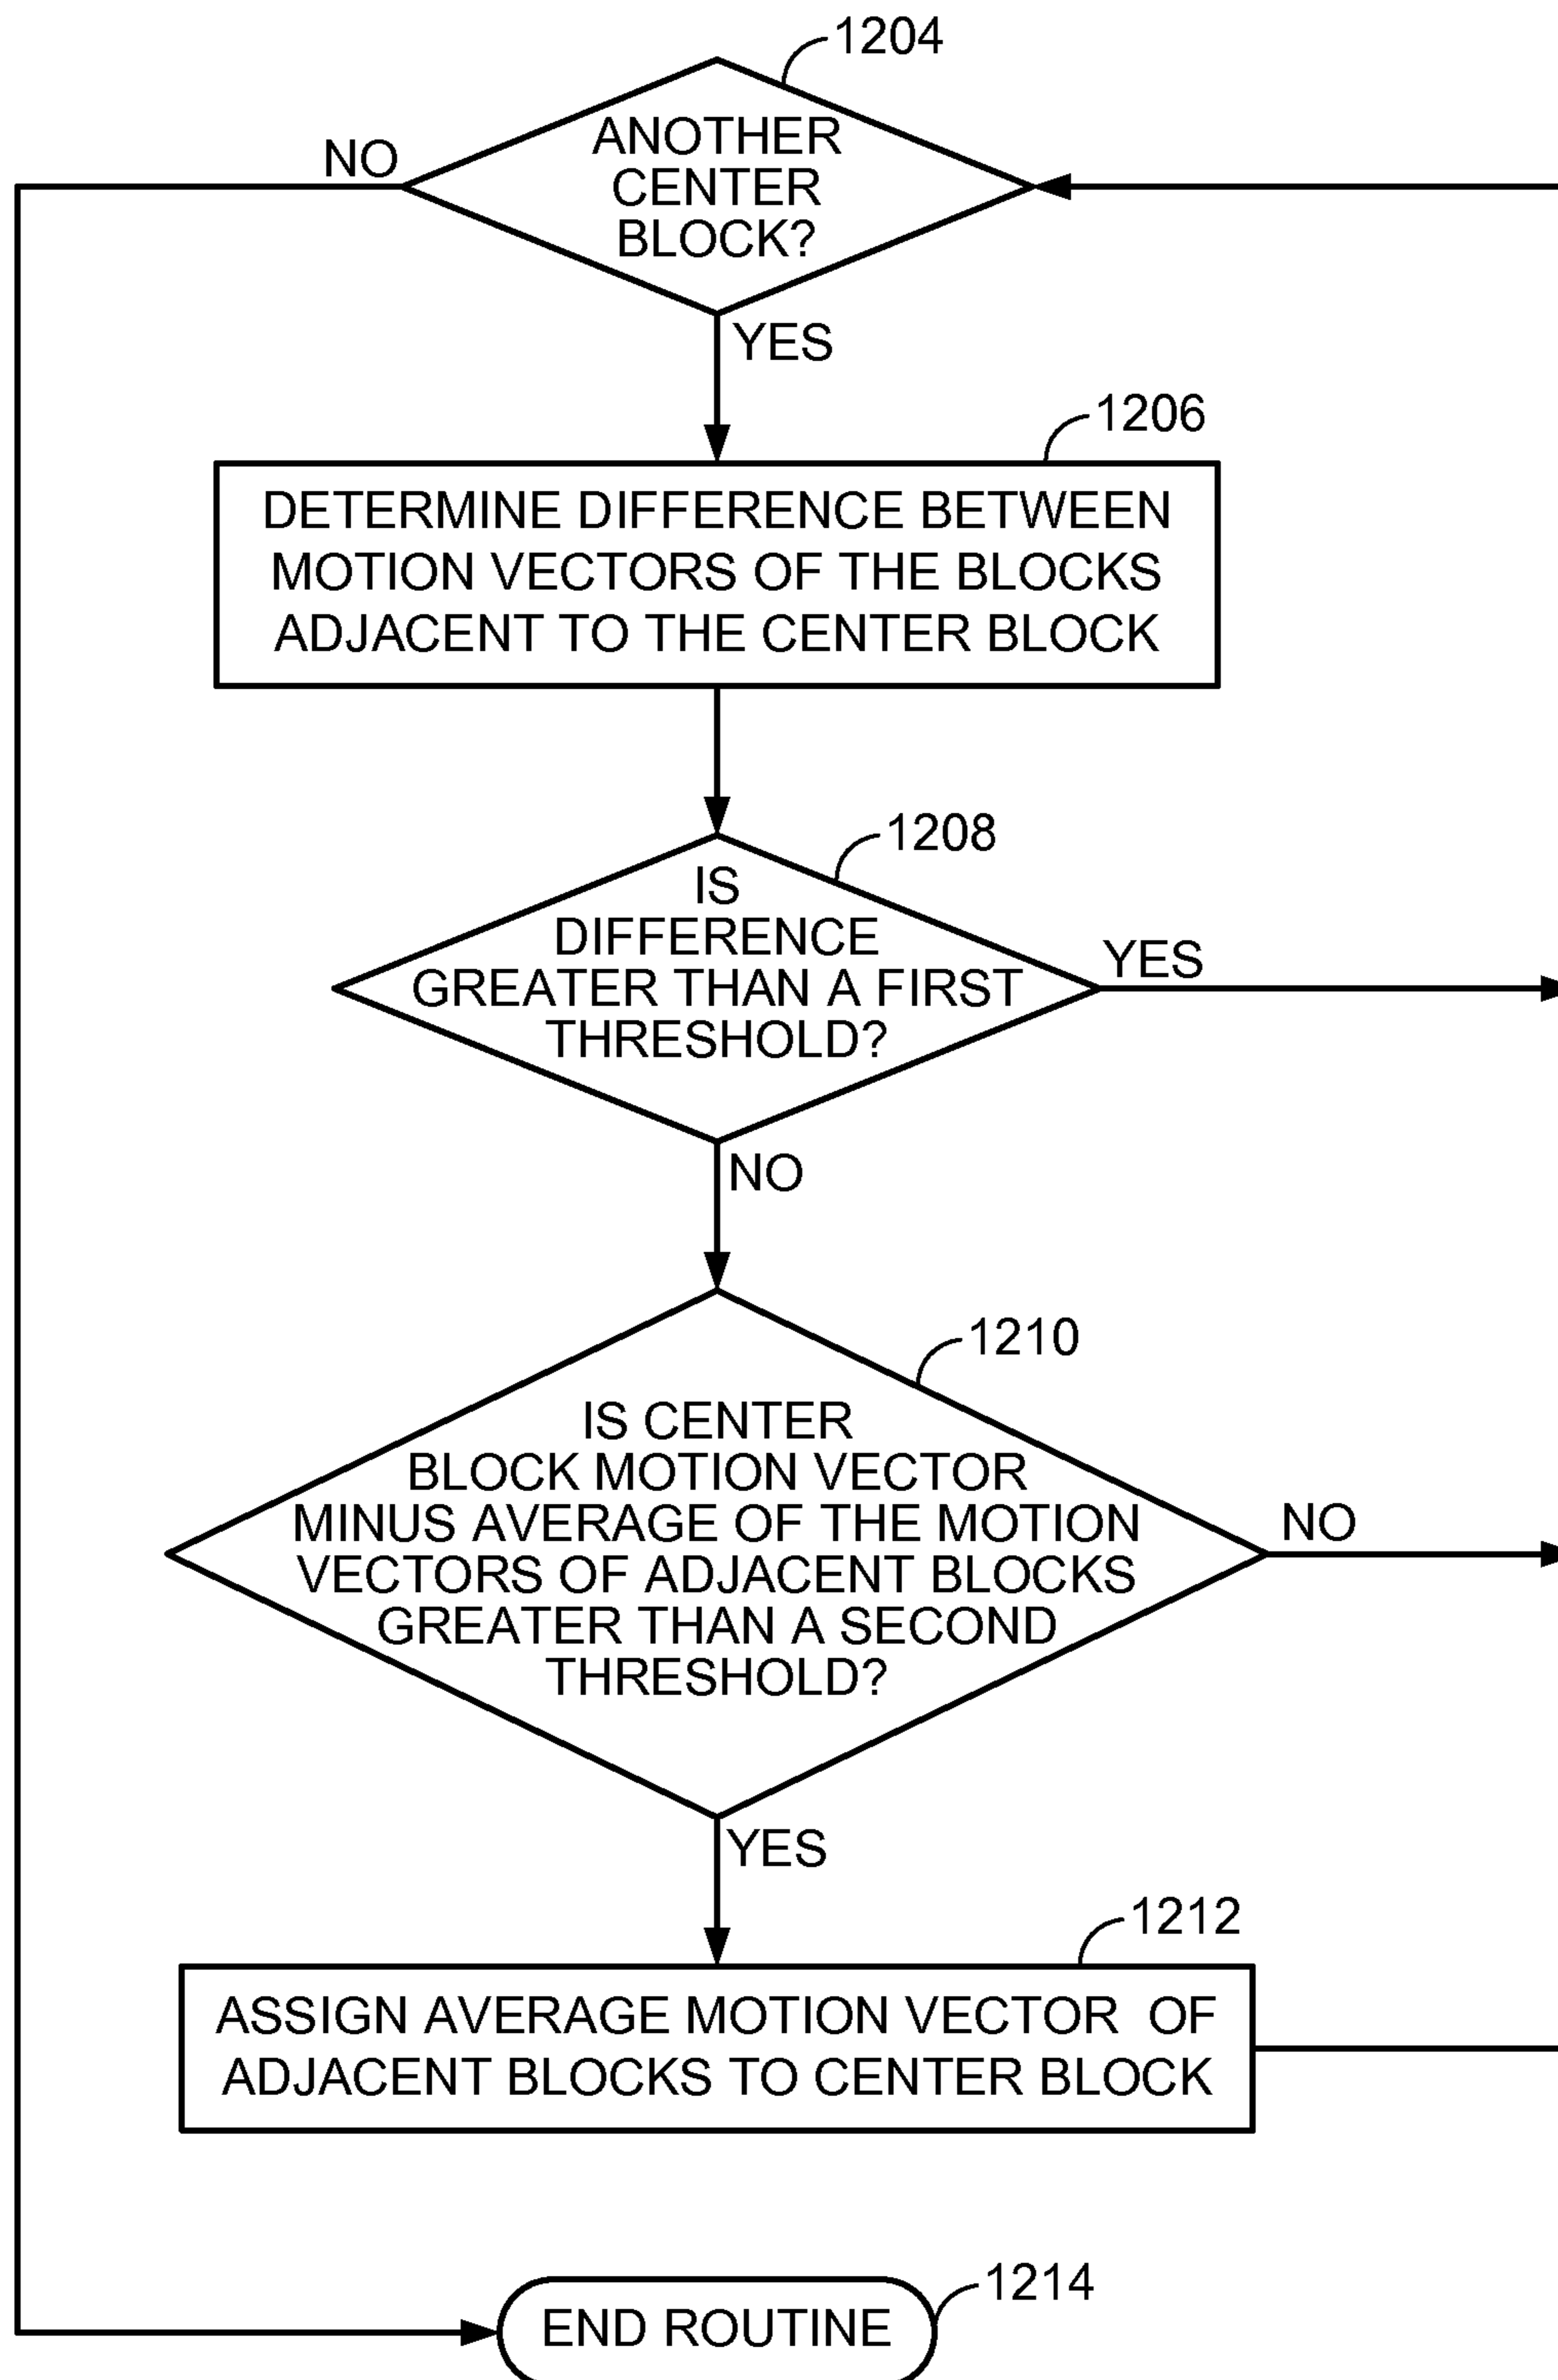 1204
ANOTHER
CENTER
BLOCK?
NO
YES
1206
DETERMINE DIFFERENCE BETWEEN
MOTION VECTORS OF THE BLOCKS
ADJACENT TO THE CENTER BLOCK
1208
IS
DIFFERENCE
GREATER THAN A FIRST
THRESHOLD?
YES
NO
1210
IS CENTER
BLOCK MOTION VECTOR
MINUS AVERAGE OF THE MOTION
VECTORS OF ADJACENT BLOCKS
GREATER THAN A SECOND
THRESHOLD?
NO
YES
1212
ASSIGN AVERAGE MOTION VECTOR OF
ADJACENT BLOCKS TO CENTER BLOCK
1214
END ROUTINE